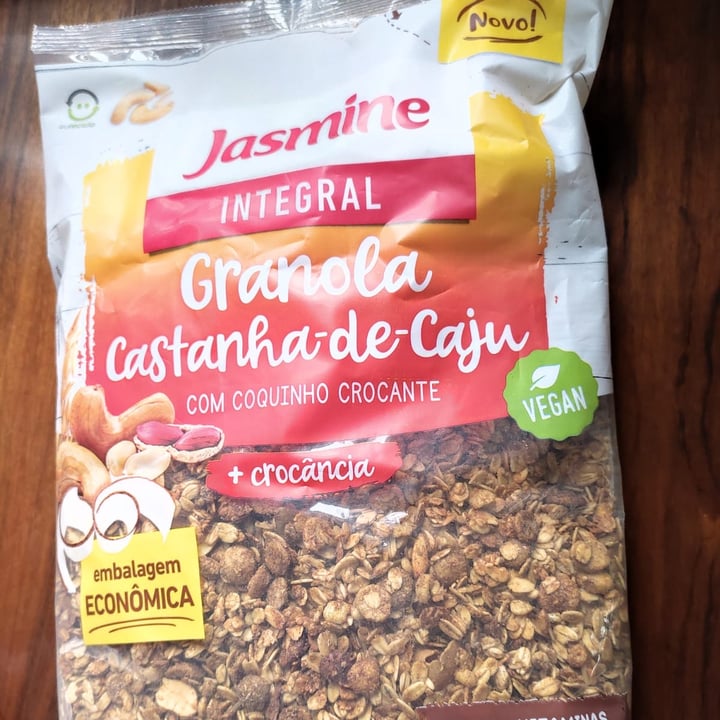 Novo!
Jasmine
INTEGRAL
Granola
Castanha-de-Caju
COM COQUINHO CROCANTE
VEGAN
+ crocância
embalagem
ECONÔMICA